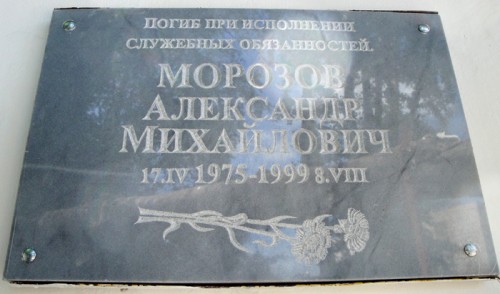 ПОГИБ ПРИ ИСПОЛНЕНИИ
СЛУЖЕБНЫХ ОБЯЗАННОСТЕЙ.
МОРОЗОВ
АЛЕКСАНДР
МИХАЙЛОВИЧ
17.IV 1975-1999 8.VIII